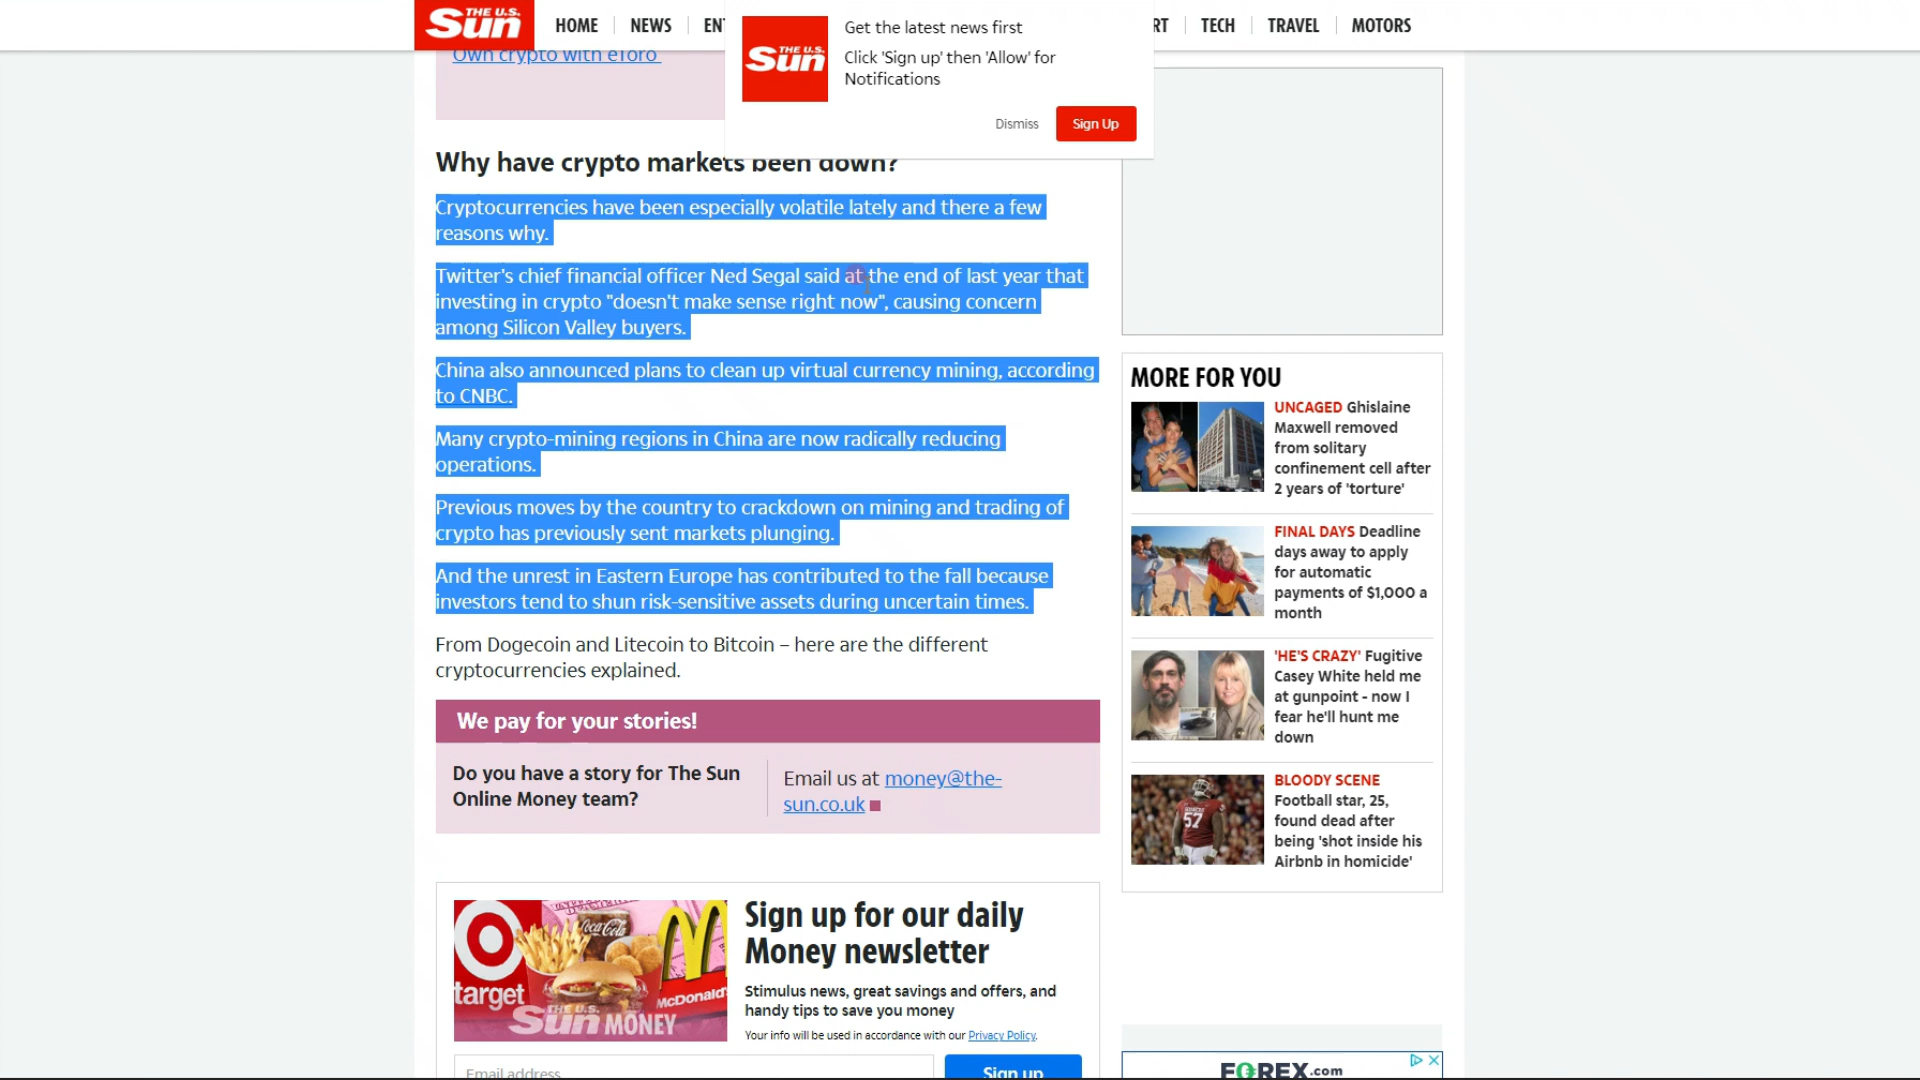 THE U.S.
Sun
HOME
NEWS
ENT
RT
TECH
TRAVEL
MOTORS
THE U.S.
Sun
Get the latest news first
Click 'Sign up' then 'Allow' for
Notifications
Dismiss
Sign Up
Own crypto with eToro
Why have crypto markets been down?
Cryptocurrencies have been especially volatile lately and there a few
reasons why.
Twitter's chief financial officer Ned Segal said at the end of last year that
investing in crypto "doesn't make sense right now", causing concern
among Silicon Valley buyers.
China also announced plans to clean up virtual currency mining, according
to CNBC.
Many crypto-mining regions in China are now radically reducing
operations.
Previous moves by the country to crackdown on mining and trading of
crypto has previously sent markets plunging.
And the unrest in Eastern Europe has contributed to the fall because
investors tend to shun risk-sensitive assets during uncertain times.
From Dogecoin and Litecoin to Bitcoin – here are the different
cryptocurrencies explained.
We pay for your stories!
Do you have a story for The Sun
Online Money team?
Email us at money@the-
sun.co.uk
Coca-Cola
target
McDonald's
THE U.S.
Sun MONEY
Sign up for our daily
Money newsletter
Stimulus news, great savings and offers, and
handy tips to save you money
Your info will be used in accordance with our Privacy Policy.
Email address
Sign up
MORE FOR YOU
UNCAGED Ghislaine
Maxwell removed
from solitary
confinement cell after
2 years of 'torture'
FINAL DAYS Deadline
days away to apply
for automatic
payments of $1,000 a
month
'HE'S CRAZY' Fugitive
Casey White held me
at gunpoint - now I
fear he'll hunt me
down
57
BLOODY SCENE
Football star, 25,
found dead after
being 'shot inside his
Airbnb in homicide'
FOREX.com